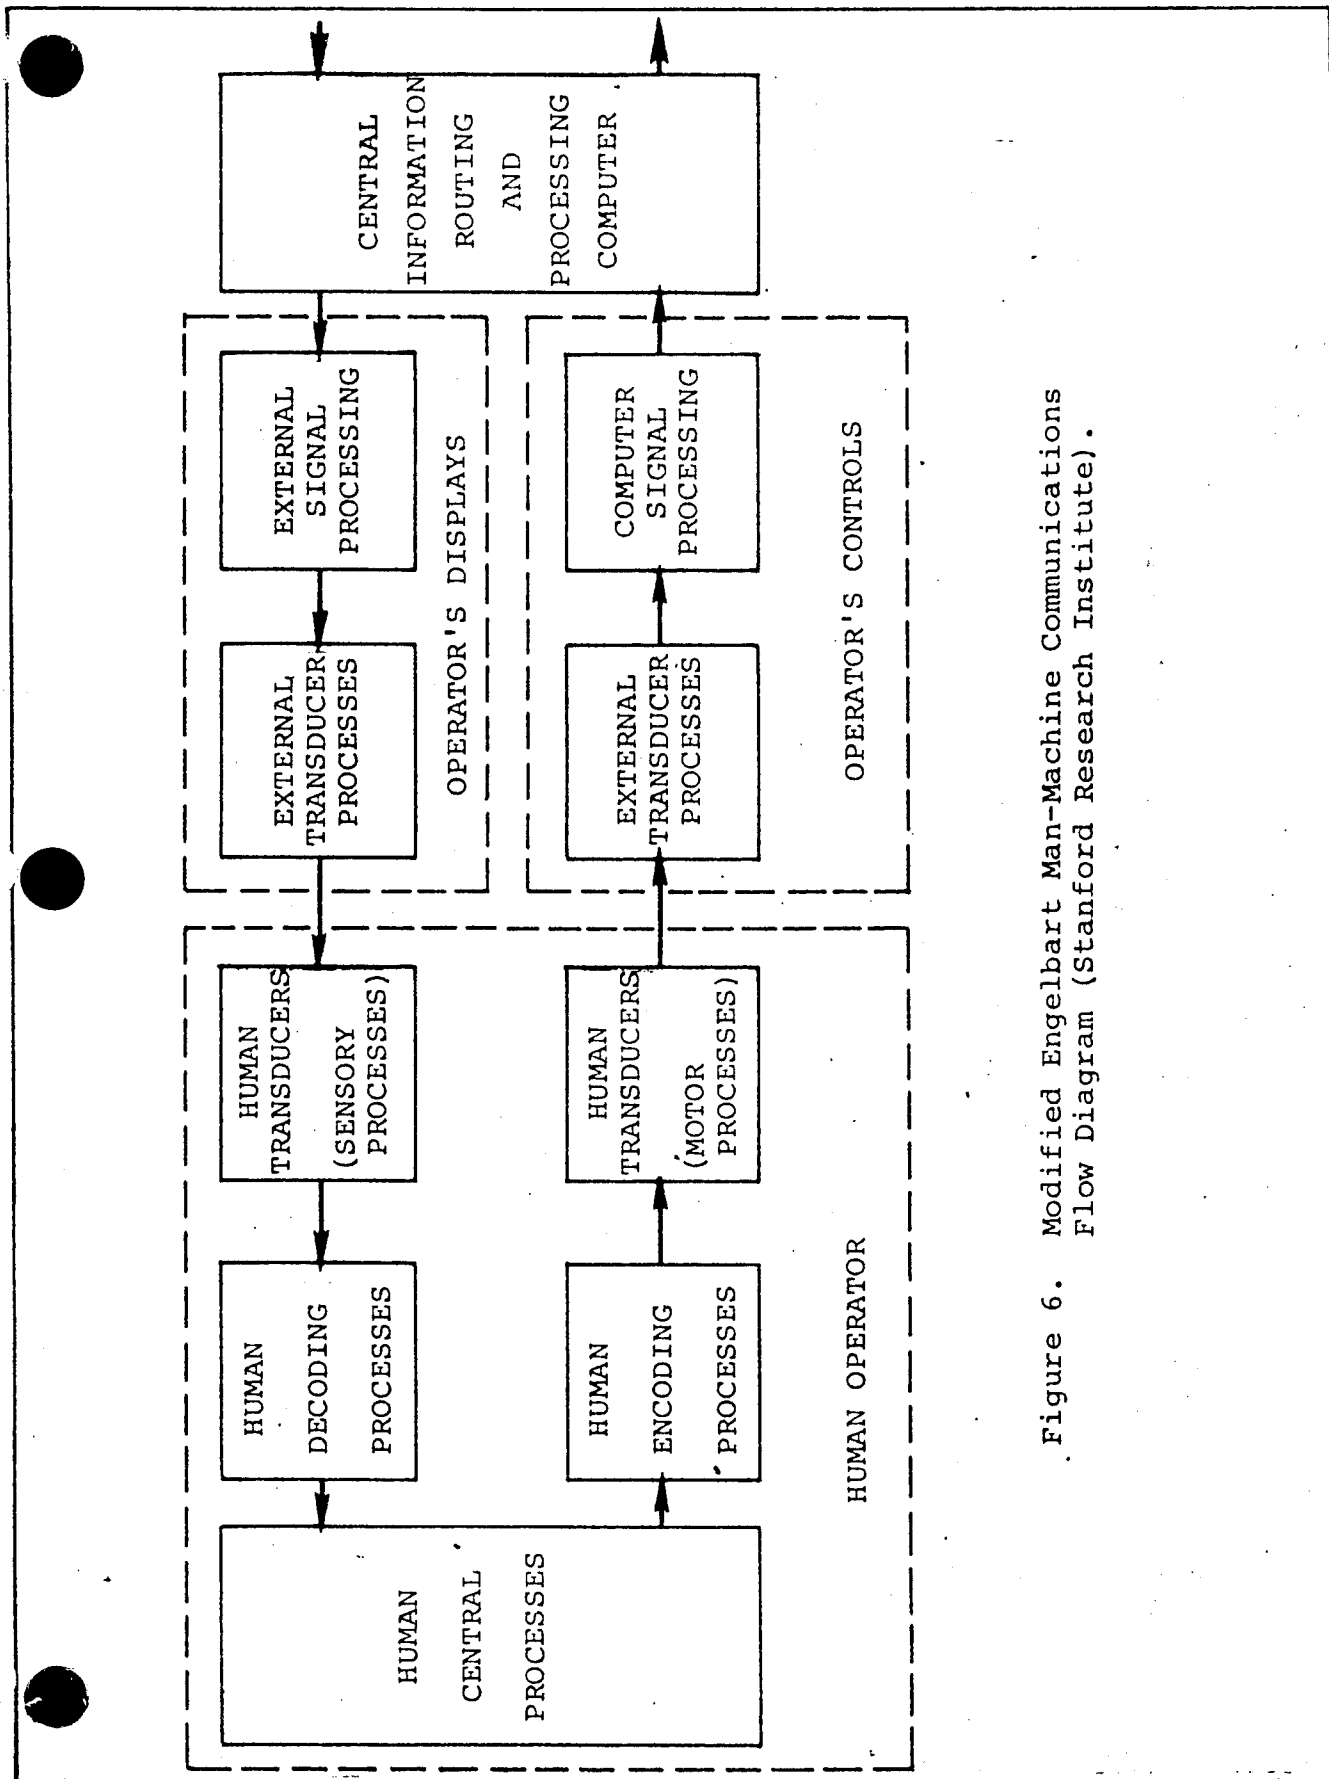 HUMAN
CENTRAL
PROCESSES
HUMAN
DECODING
PROCESSES
HUMAN
TRANSDUCERS
(SENSORY
PROCESSES)
EXTERNAL
TRANSDUCER
PROCESSES
EXTERNAL
SIGNAL
PROCESSING
OPERATOR'S DISPLAYS
CENTRAL
INFORMATION
ROUTING
AND
PROCESSING
COMPUTER
HUMAN
ENCODING
PROCESSES
HUMAN
TRANSDUCERS
(MOTOR
PROCESSES)
EXTERNAL
TRANSDUCER
PROCESSES
COMPUTER
SIGNAL
PROCESSING
HUMAN OPERATOR
OPERATOR'S CONTROLS
Figure 6. Modified Engelbart Man-Machine Communications
Flow Diagram (Stanford Research Institute).